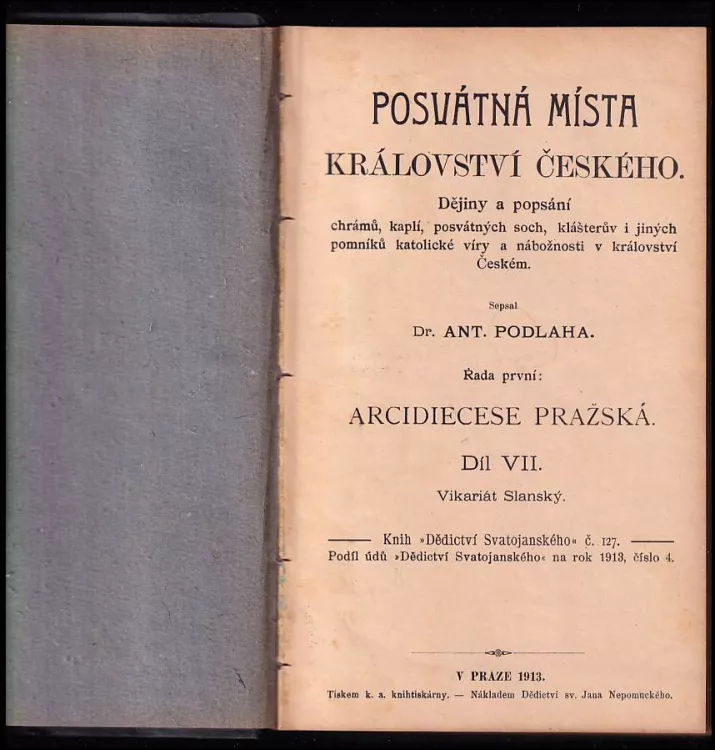 POSVÁTNÁ MÍSTA
KRÁLOVSTVÍ ČESKÉHO.
Dějiny a popsání
chrámů, kaplí, posvátných soch, klášterův i jiných
pomníků katolické víry a nábožnosti v království
Českém.
Sepsal
Dr. ANT. PODLAHA.
Řada první:
ARCIDIECESE PRAŽSKÁ.
Díl VII.
Vikariát Slanský.
Knih »Dědictví Svatojanského« č. 127.
Podíl údů »Dědictví Svatojanského« na rok 1913, číslo 4.
V PRAZE 1913.
Tiskem k. a. knihtiskárny. — Nákladem Dědictví sv. Jana Nepomuckého.